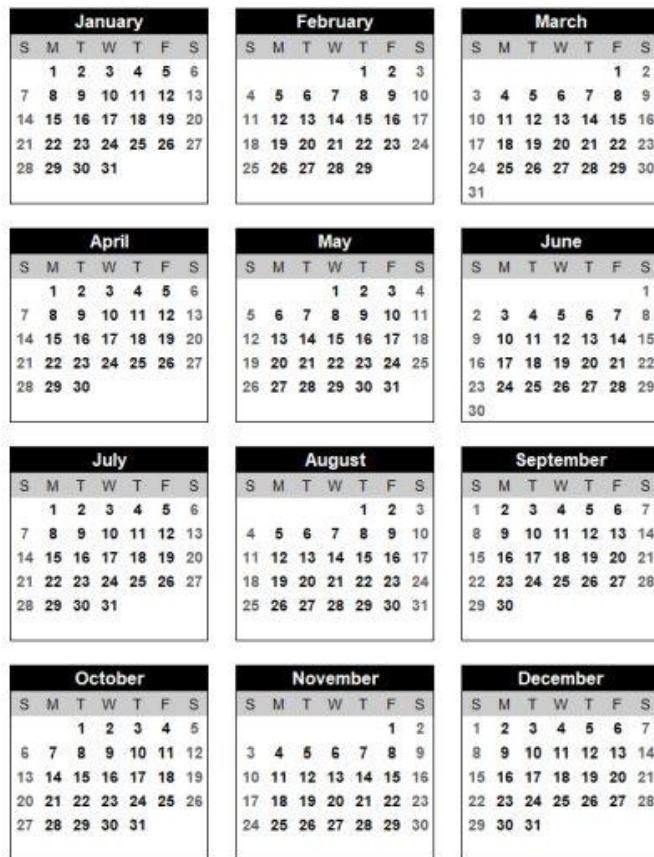 January February March
S M T W T F S S M T W T F S S M T W T F S
1 2 3 4 5 6 1 2 3 1 2
7 8 9 10 11 12 13 4 5 6 7 8 9 10 3 4 5 6 7 8 9
14 15 16 17 18 19 20 11 12 13 14 15 16 17 10 11 12 13 14 15 16
21 22 23 24 25 26 27 18 19 20 21 22 23 24 17 18 19 20 21 22 23
28 29 30 31 25 26 27 28 29 24 25 26 27 28 29 30
31
April May June
S M T W T F S S M T W T F S S M T W T F S
1 2 3 4 5 6 1 2 3 4 1
7 8 9 10 11 12 13 5 6 7 8 9 10 11 2 3 4 5 6 7 8
14 15 16 17 18 19 20 12 13 14 15 16 17 18 9 10 11 12 13 14 15
21 22 23 24 25 26 27 19 20 21 22 23 24 25 16 17 18 19 20 21 22
28 29 30 26 27 28 29 30 31 23 24 25 26 27 28 29
30
July August September
S M T W T F S S M T W T F S S M T W T F S
1 2 3 4 5 6 1 2 3 1 2 3 4 5 6 7
7 8 9 10 11 12 13 4 5 6 7 8 9 10 8 9 10 11 12 13 14
14 15 16 17 18 19 20 11 12 13 14 15 16 17 15 16 17 18 19 20 21
21 22 23 24 25 26 27 18 19 20 21 22 23 24 22 23 24 25 26 27 28
28 29 30 31 25 26 27 28 29 30 31 29 30
October November December
S M T W T F S S M T W T F S S M T W T F S
1 2 3 4 5 1 2 1 2 3 4 5 6 7
6 7 8 9 10 11 12 3 4 5 6 7 8 9 8 9 10 11 12 13 14
13 14 15 16 17 18 19 10 11 12 13 14 15 16 15 16 17 18 19 20 21
20 21 22 23 24 25 26 17 18 19 20 21 22 23 22 23 24 25 26 27 28
27 28 29 30 31 24 25 26 27 28 29 30 29 30 31